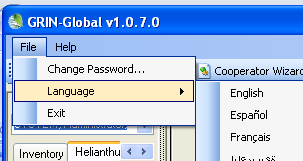 GRIN-Global v1.0.7.0
File Help
Change Password...
Language
Exit
Cooperator Wizard
English
Español
Français
Inventory Helianthu